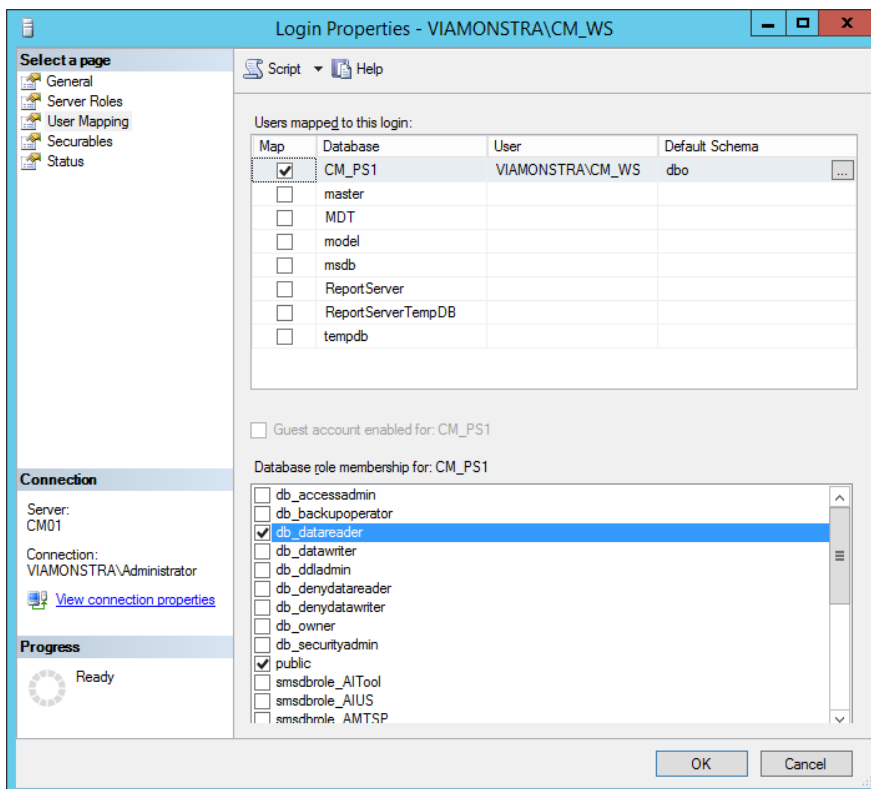 Login Properties - VIAMONSTRA\CM_WS
Select a page
General
Server Roles
User Mapping
Securables
Status
Script Help
Users mapped to this login:
Map Database User Default Schema
CM_PS1 VIAMONSTRA\CM_WS dbo ...
master
MDT
model
msdb
ReportServer
ReportServerTempDB
tempdb
Guest account enabled for: CM_PS1
Database role membership for: CM_PS1
db_accessadmin
db_backupoperator
db_datareader
db_datawriter
db_ddladmin
db_denydatareader
db_denydatawriter
db_owner
db_securityadmin
public
smsdbrole_AITool
smsdbrole_AIUS
smsdbrole_AMTSP
Connection
Server:
CM01
Connection:
VIAMONSTRA\Administrator
View connection properties
Progress
Ready
OK Cancel